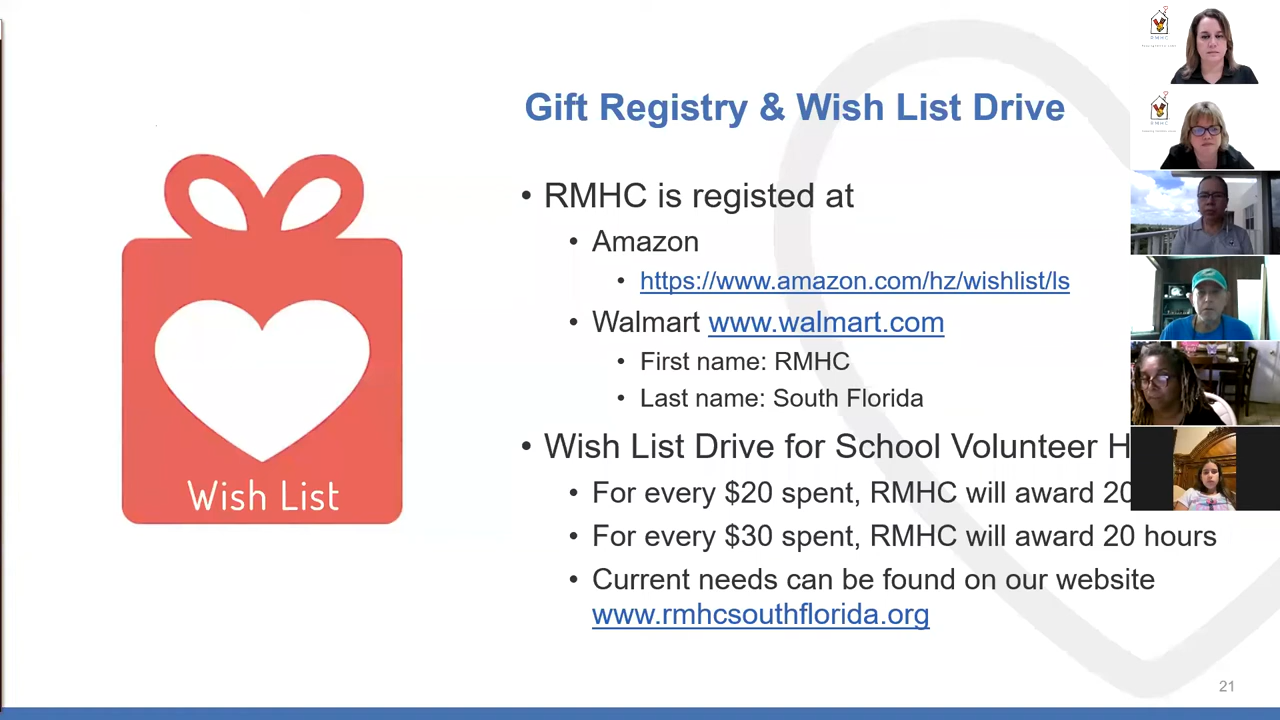 Gift Registry & Wish List Drive
• RMHC is registed at
• Amazon
• https://www.amazon.com/hz/wishlist/ls
• Walmart www.walmart.com
• First name: RMHC
• Last name: South Florida
• Wish List Drive for School Volunteer H
• For every $20 spent, RMHC will award 20
• For every $30 spent, RMHC will award 20 hours
• Current needs can be found on our website
www.rmhcsouthflorida.org
Wish List
21
RMHC
RMHC